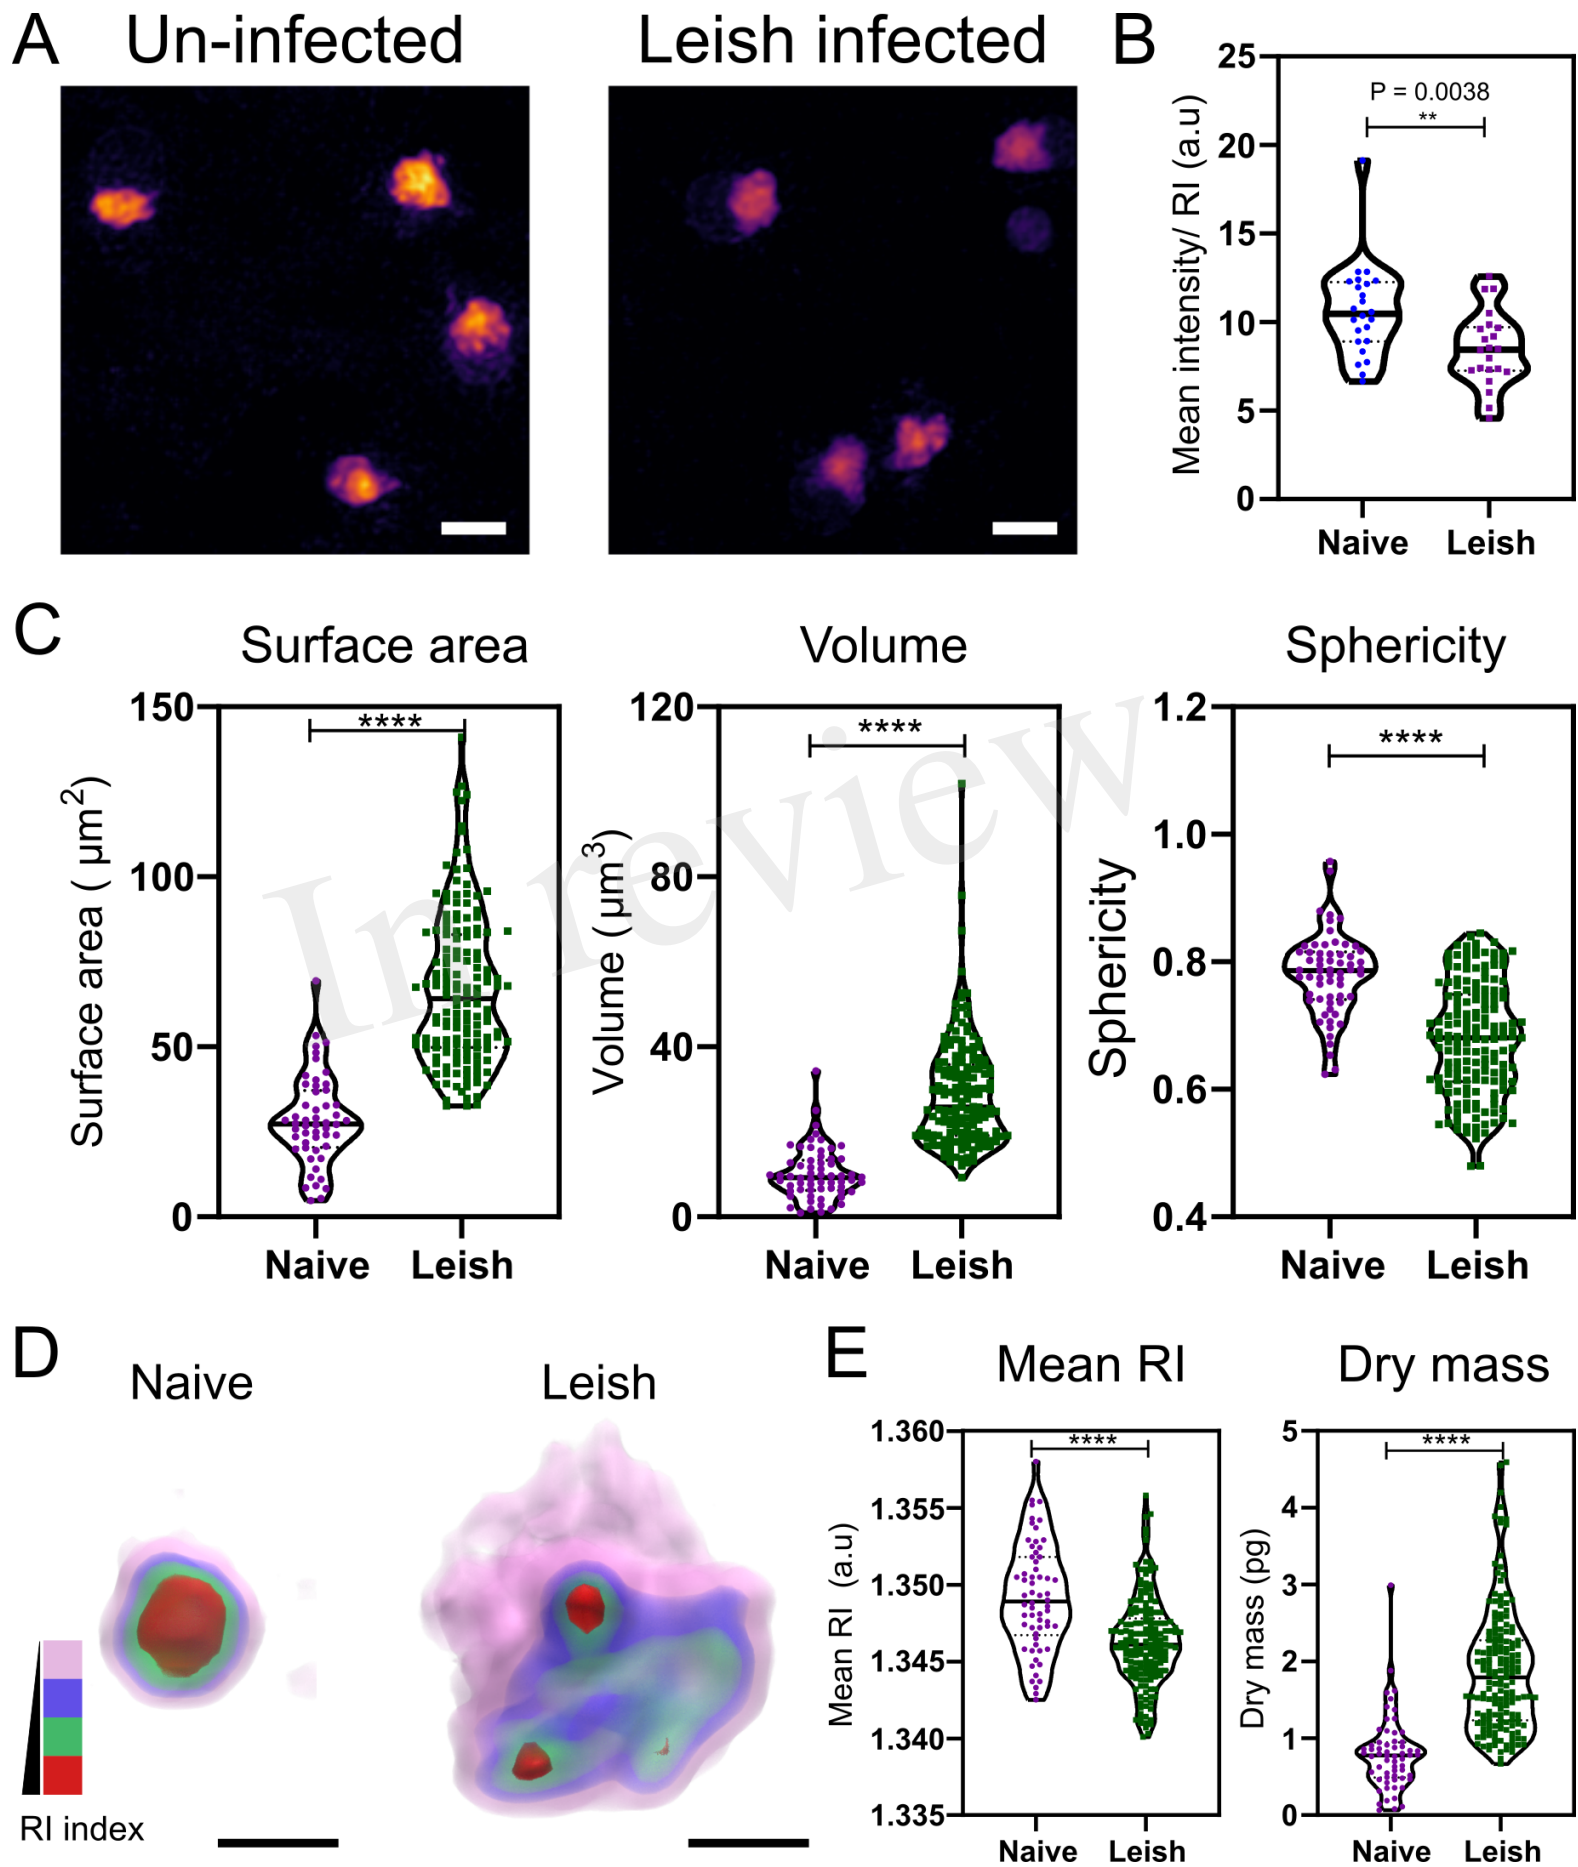 A
Un-infected
Leish infected
B
25
20
15
10
5
0
Mean intensity/ RI (a.u)
P = 0.0038
**
Naive
Leish
C
Surface area
150
100
50
0
Surface area ( µm2)
****
Naive
Leish
Volume
120
80
40
0
Volume ( µm3)
****
Naive
Leish
Sphericity
1.2
1.0
0.8
0.6
0.4
Sphericity
****
Naive
Leish
In review
D
Naive
Leish
RI index
E
Mean RI
1.360
1.355
1.350
1.345
1.340
1.335
Mean RI (a.u)
****
Naive
Leish
Dry mass
5
4
3
2
1
0
Dry mass (pg)
****
Naive
Leish